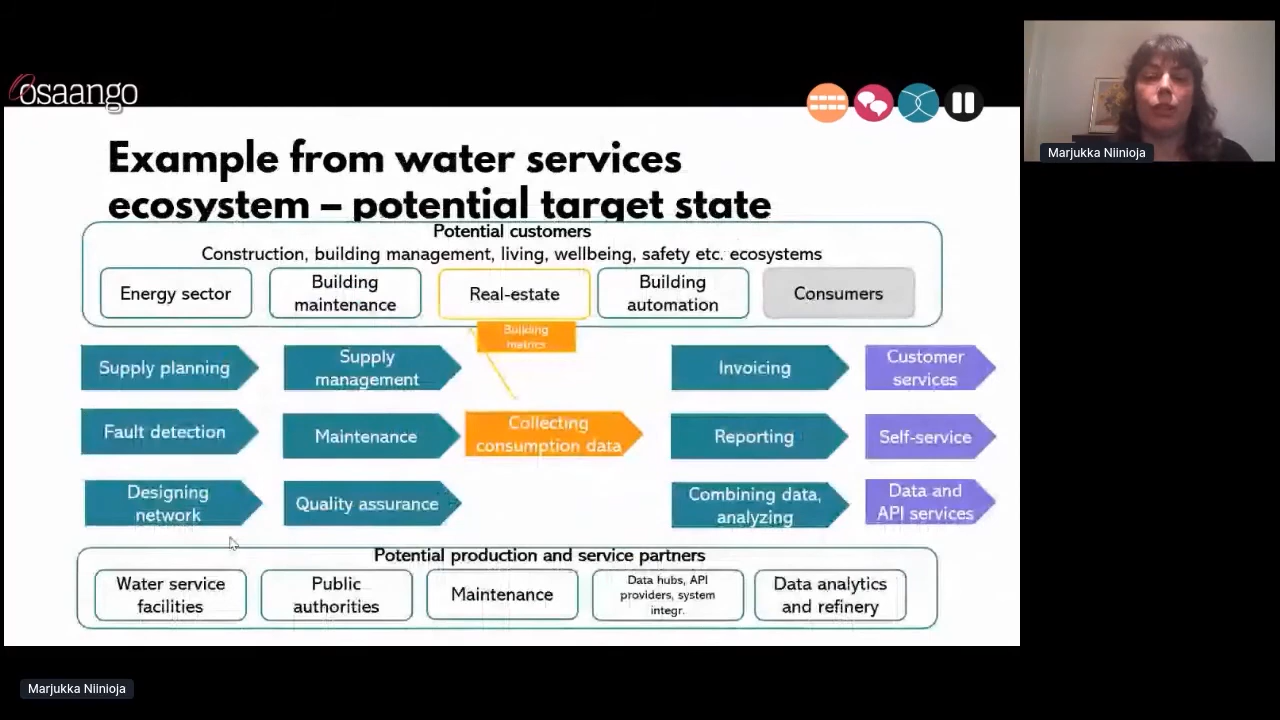 osaango
Marjukka Niinioja
Example from water services
ecosystem – potential target state
Potential customers
Construction, building management, living, wellbeing, safety etc. ecosystems
Energy sector
Building
maintenance
Real-estate
Building
automation
Consumers
Building
metrics
Supply planning
Supply
management
Invoicing
Customer
services
Fault detection
Maintenance
Collecting
consumption data
Reporting
Self-service
Designing
network
Quality assurance
Combining data,
analyzing
Data and
API services
Potential production and service partners
Water service
facilities
Public
authorities
Maintenance
Data hubs, API
providers, system
integr.
Data analytics
and refinery
Marjukka Niinioja